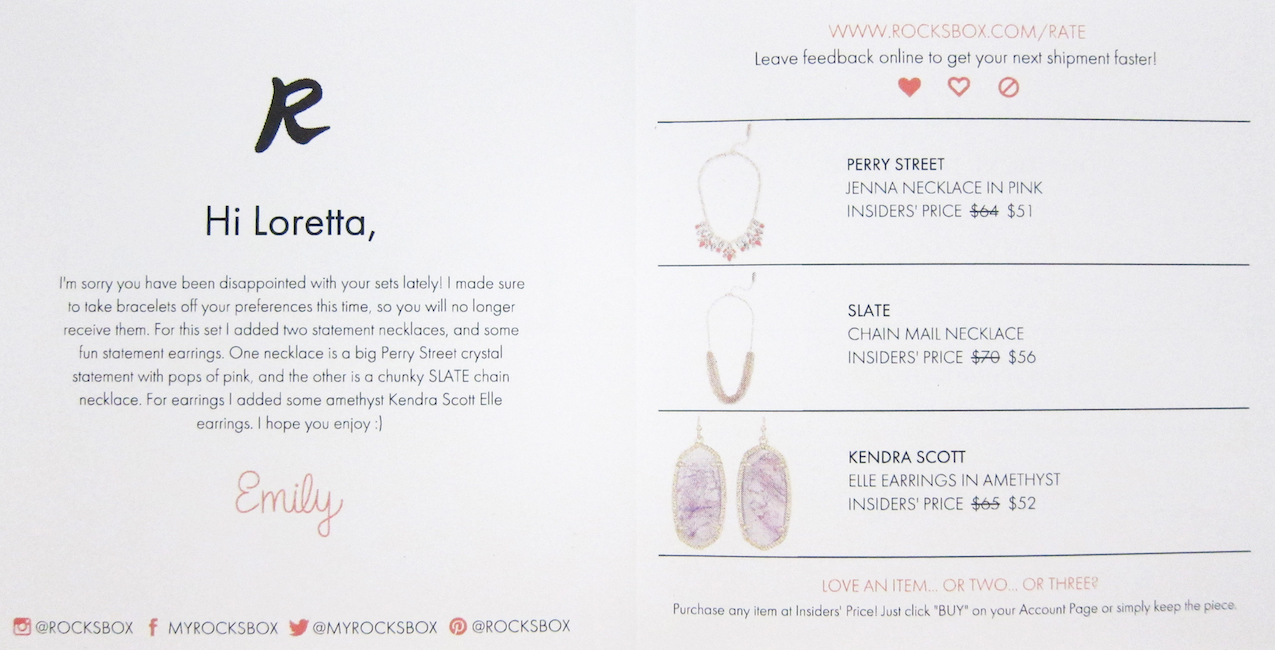 R
Hi Loretta,
I'm sorry you have been disappointed with your sets lately! I made sure
to take bracelets off your preferences this time, so you will no longer
receive them. For this set I added two statement necklaces, and some
fun statement earrings. One necklace is a big Perry Street crystal
statement with pops of pink, and the other is a chunky SLATE chain
necklace. For earrings I added some amethyst Kendra Scott Elle
earrings. I hope you enjoy :)
Emily
@ROCKSBOX f MYROCKSBOX @MYROCKSBOX @ROCKSBOX
WWW.ROCKSBOX.COM/RATE
Leave feedback online to get your next shipment faster!
PERRY STREET
JENNA NECKLACE IN PINK
INSIDERS' PRICE $64 $51
SLATE
CHAIN MAIL NECKLACE
INSIDERS' PRICE $70 $56
KENDRA SCOTT
ELLE EARRINGS IN AMETHYST
INSIDERS' PRICE $65 $52
LOVE AN ITEM... OR TWO... OR THREE?
Purchase any item at Insiders' Price! Just click "BUY" on your Account Page or simply keep the piece.